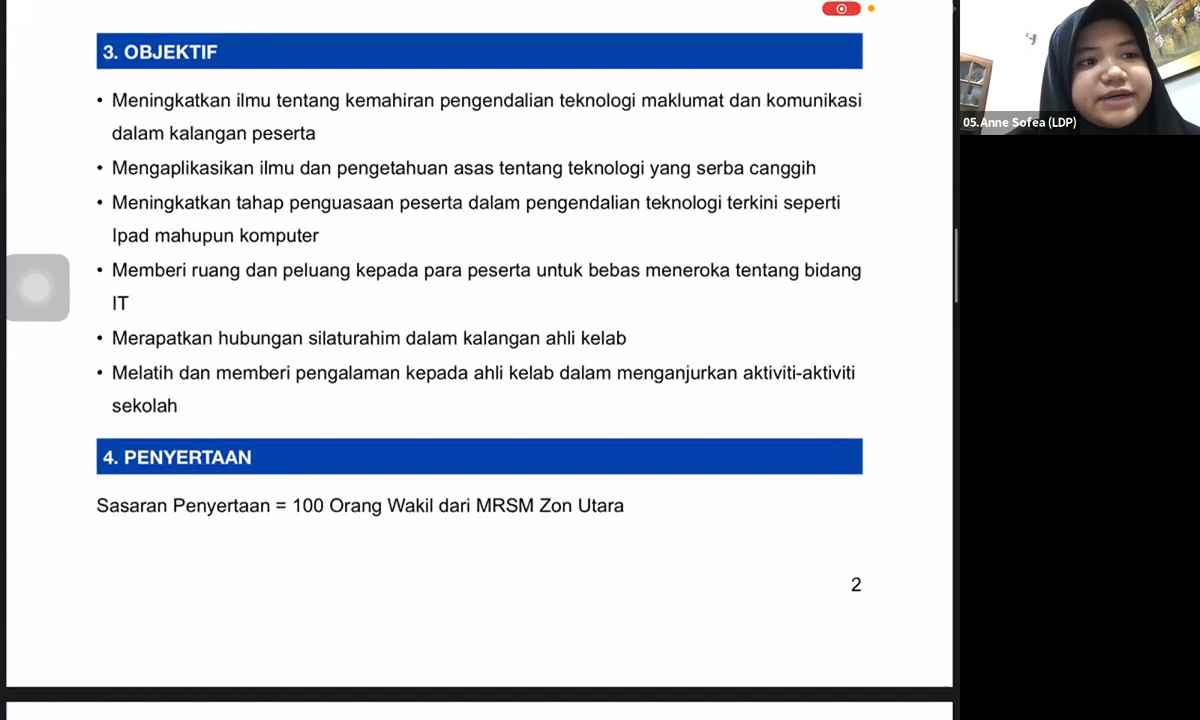 3. OBJEKTIF
• Meningkatkan ilmu tentang kemahiran pengendalian teknologi maklumat dan komunikasi
dalam kalangan peserta
• Mengaplikasikan ilmu dan pengetahuan asas tentang teknologi yang serba canggih
• Meningkatkan tahap penguasaan peserta dalam pengendalian teknologi terkini seperti
Ipad mahupun komputer
• Memberi ruang dan peluang kepada para peserta untuk bebas meneroka tentang bidang
IT
• Merapatkan hubungan silaturahim dalam kalangan ahli kelab
• Melatih dan memberi pengalaman kepada ahli kelab dalam menganjurkan aktiviti-aktiviti
sekolah
4. PENYERTAAN
Sasaran Penyertaan = 100 Orang Wakil dari MRSM Zon Utara
2
05.Anne Sofea (LDP)